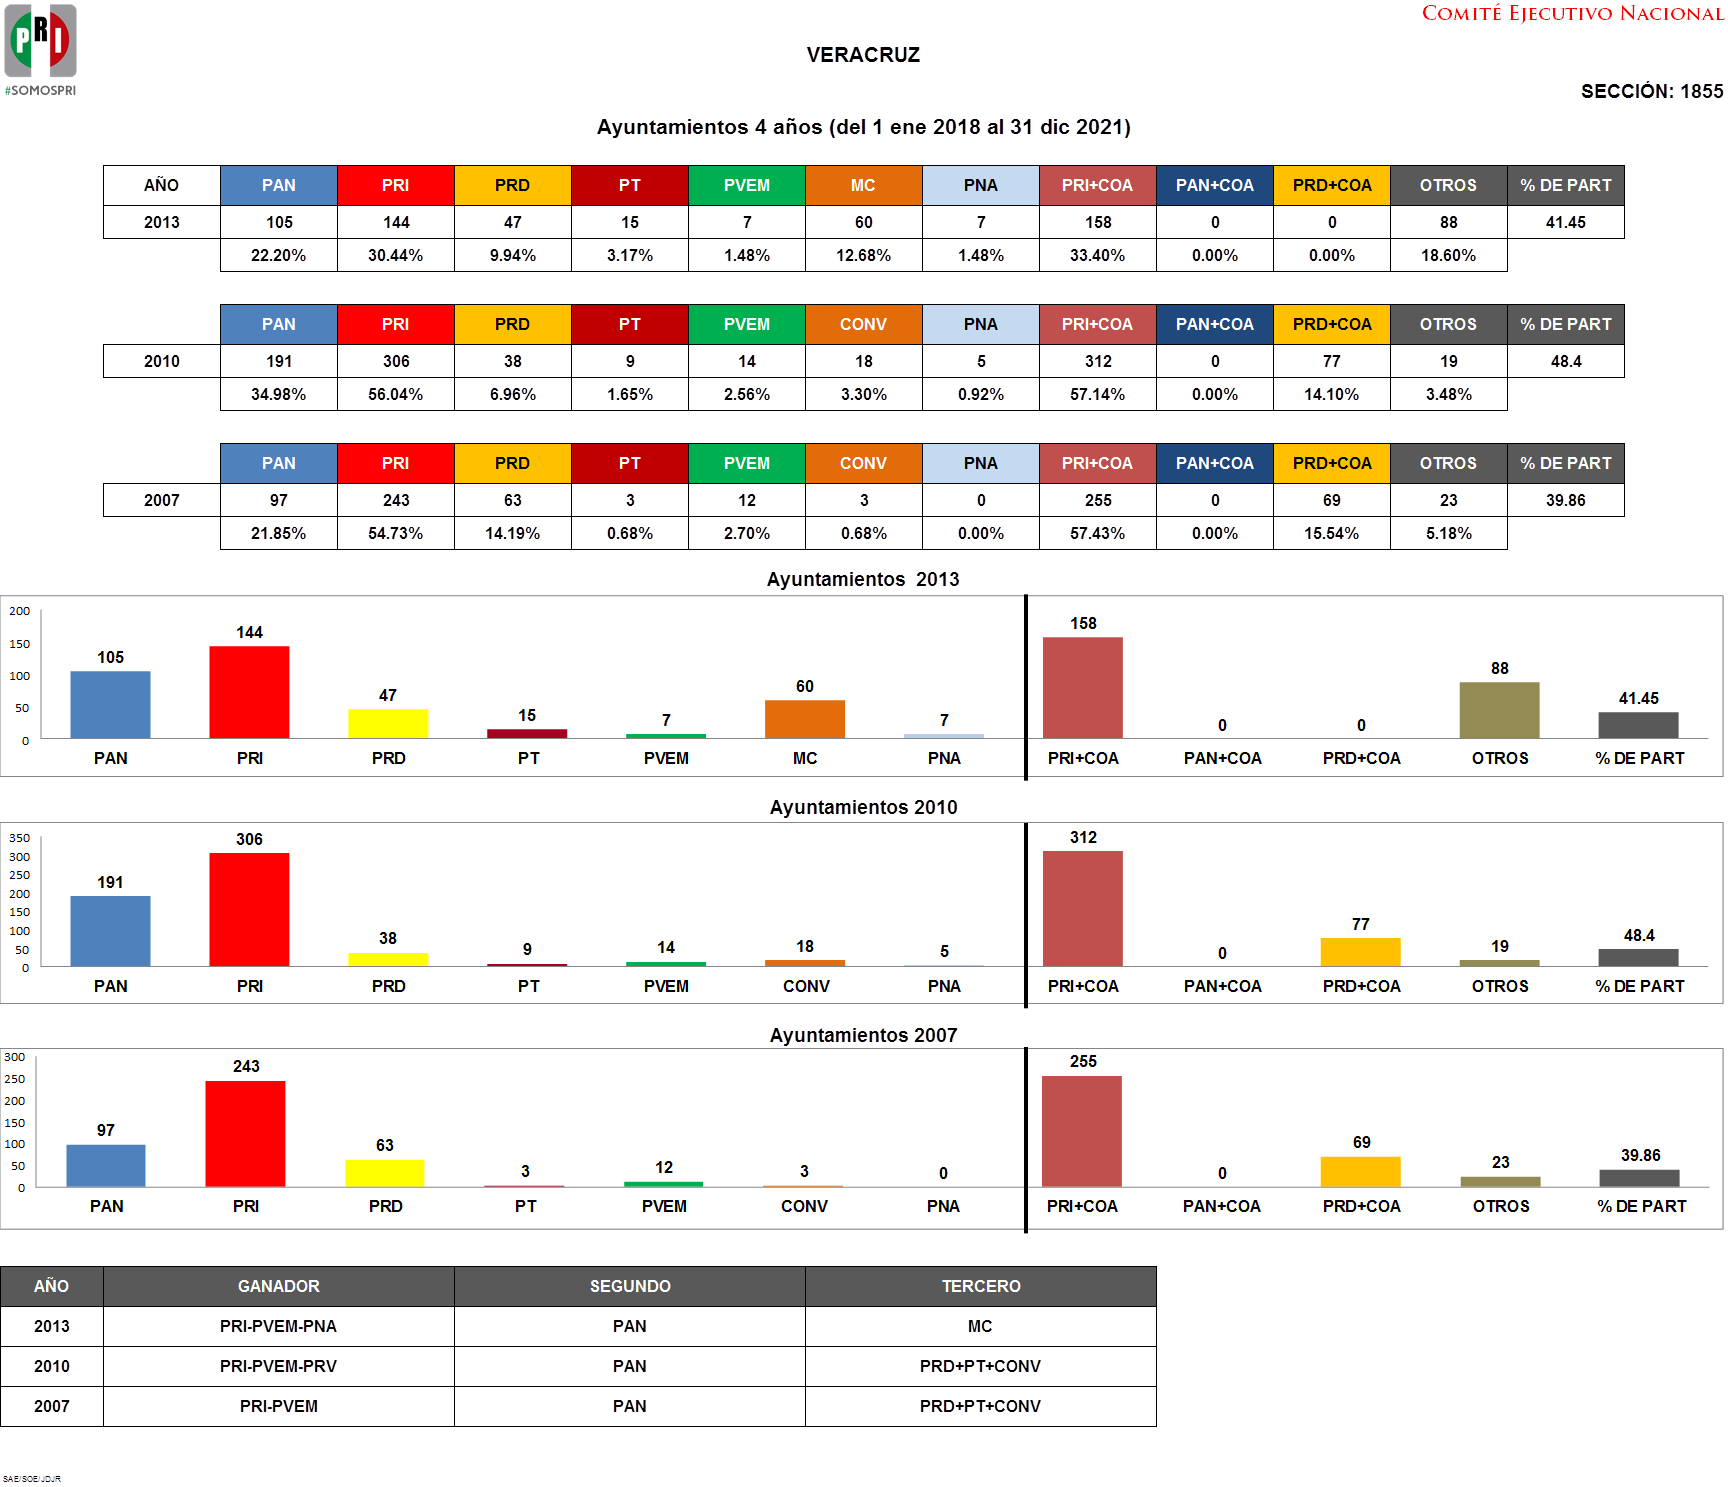 PRI
#SOMOSPRI
COMITÉ EJECUTIVO NACIONAL
VERACRUZ
SECCIÓN: 1855
Ayuntamientos 4 años (del 1 ene 2018 al 31 dic 2021)
AÑO PAN PRI PRD PT PVEM MC PNA PRI+COA PAN+COA PRD+COA OTROS % DE PART
2013 105 144 47 15 7 60 7 158 0 0 88 41.45
22.20% 30.44% 9.94% 3.17% 1.48% 12.68% 1.48% 33.40% 0.00% 0.00% 18.60%
PAN PRI PRD PT PVEM CONV PNA PRI+COA PAN+COA PRD+COA OTROS % DE PART
2010 191 306 38 9 14 18 5 312 0 77 19 48.4
34.98% 56.04% 6.96% 1.65% 2.56% 3.30% 0.92% 57.14% 0.00% 14.10% 3.48%
PAN PRI PRD PT PVEM CONV PNA PRI+COA PAN+COA PRD+COA OTROS % DE PART
2007 97 243 63 3 12 3 0 255 0 69 23 39.86
21.85% 54.73% 14.19% 0.68% 2.70% 0.68% 0.00% 57.43% 0.00% 15.54% 5.18%
Ayuntamientos 2013
200
150
100
50
0
105 144 47 15 7 60 7 158 0 0 88 41.45
PAN PRI PRD PT PVEM MC PNA PRI+COA PAN+COA PRD+COA OTROS % DE PART
Ayuntamientos 2010
350
300
250
200
150
100
50
0
191 306 38 9 14 18 5 312 0 77 19 48.4
PAN PRI PRD PT PVEM CONV PNA PRI+COA PAN+COA PRD+COA OTROS % DE PART
Ayuntamientos 2007
300
250
200
150
100
50
0
97 243 63 3 12 3 0 255 0 69 23 39.86
PAN PRI PRD PT PVEM CONV PNA PRI+COA PAN+COA PRD+COA OTROS % DE PART
AÑO GANADOR SEGUNDO TERCERO
2013 PRI-PVEM-PNA PAN MC
2010 PRI-PVEM-PRV PAN PRD+PT+CONV
2007 PRI-PVEM PAN PRD+PT+CONV
SAE/SOE/JDJR